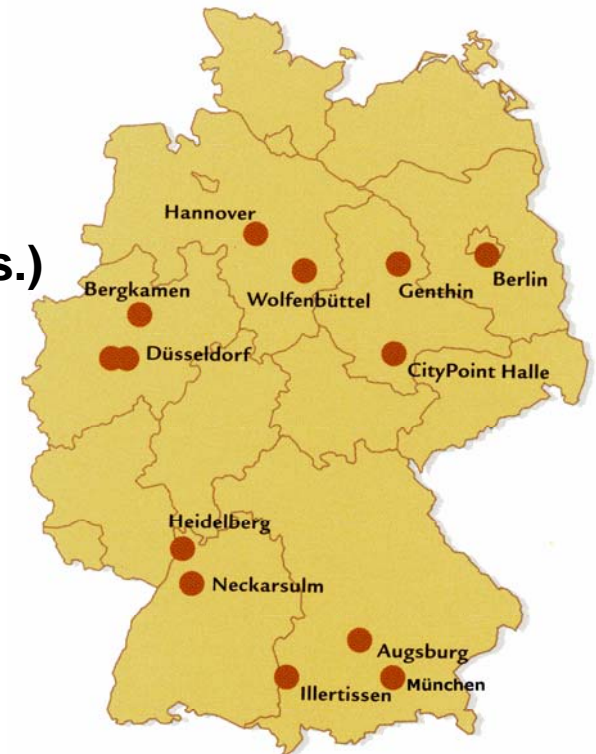 Hannover
s.)
Bergkamen
Wolfenbüttel
Genthin
Berlin
Düsseldorf
CityPoint Halle
Heidelberg
Neckarsulm
Augsburg
Illertissen
München